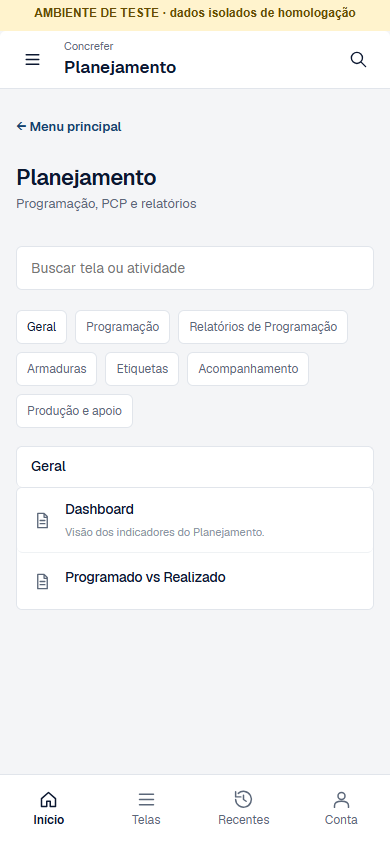 AMBIENTE DE TESTE · dados isolados de homologação
Concrefer
Planejamento
← Menu principal
Planejamento
Programação, PCP e relatórios
Buscar tela ou atividade
Geral
Programação
Relatórios de Programação
Armaduras
Etiquetas
Acompanhamento
Produção e apoio
Geral
Dashboard
Visão dos indicadores do Planejamento.
Programado vs Realizado
Início
Telas
Recentes
Conta